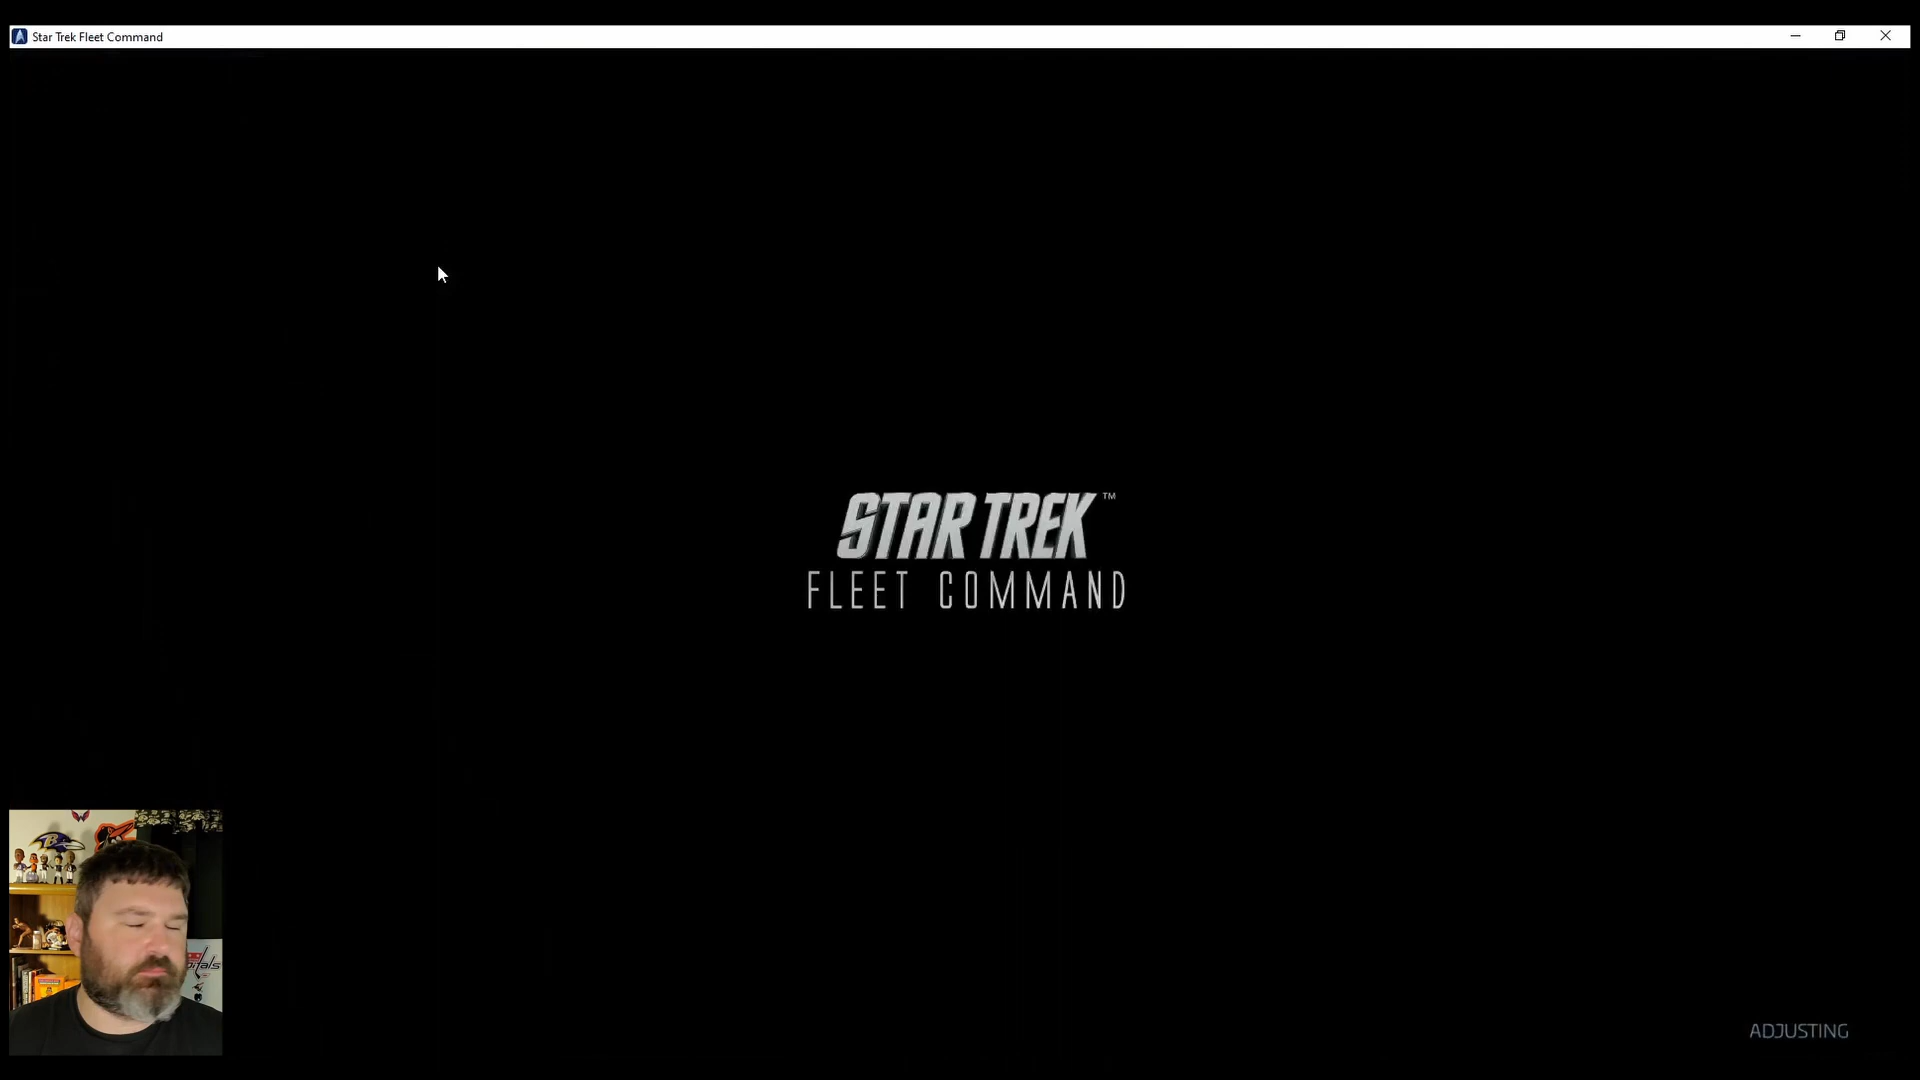 Star Trek Fleet Command
STAR TREK™
FLEET COMMAND
ADJUSTING